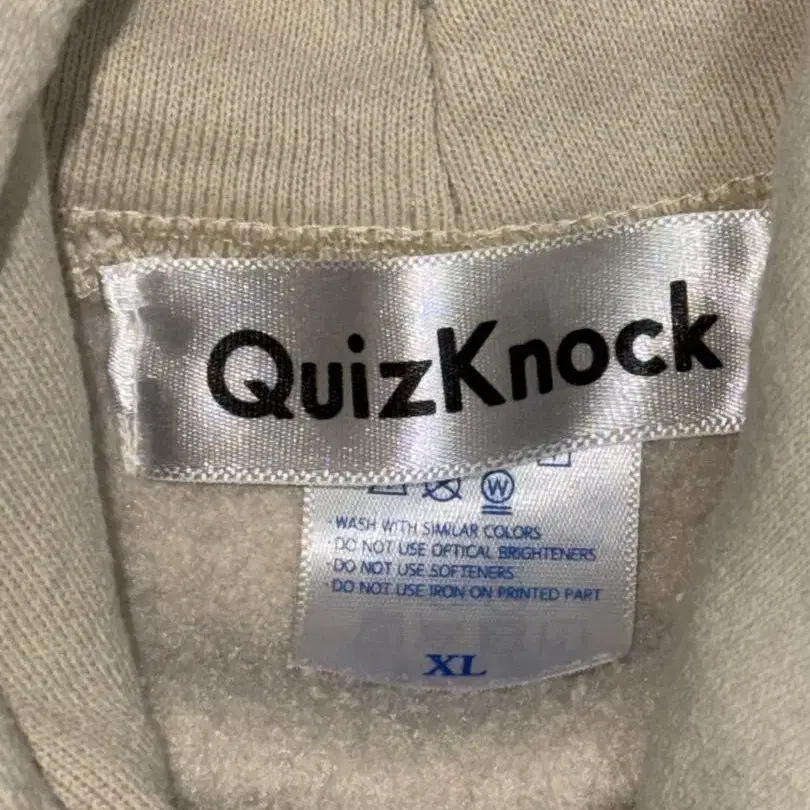 QuizKnock
W
·WASH WITH SIMILAR COLORS
·DO NOT USE OPTICAL BRIGHTENERS
·DO NOT USE SOFTENERS
·DO NOT USE IRON ON PRINTED PART
XL